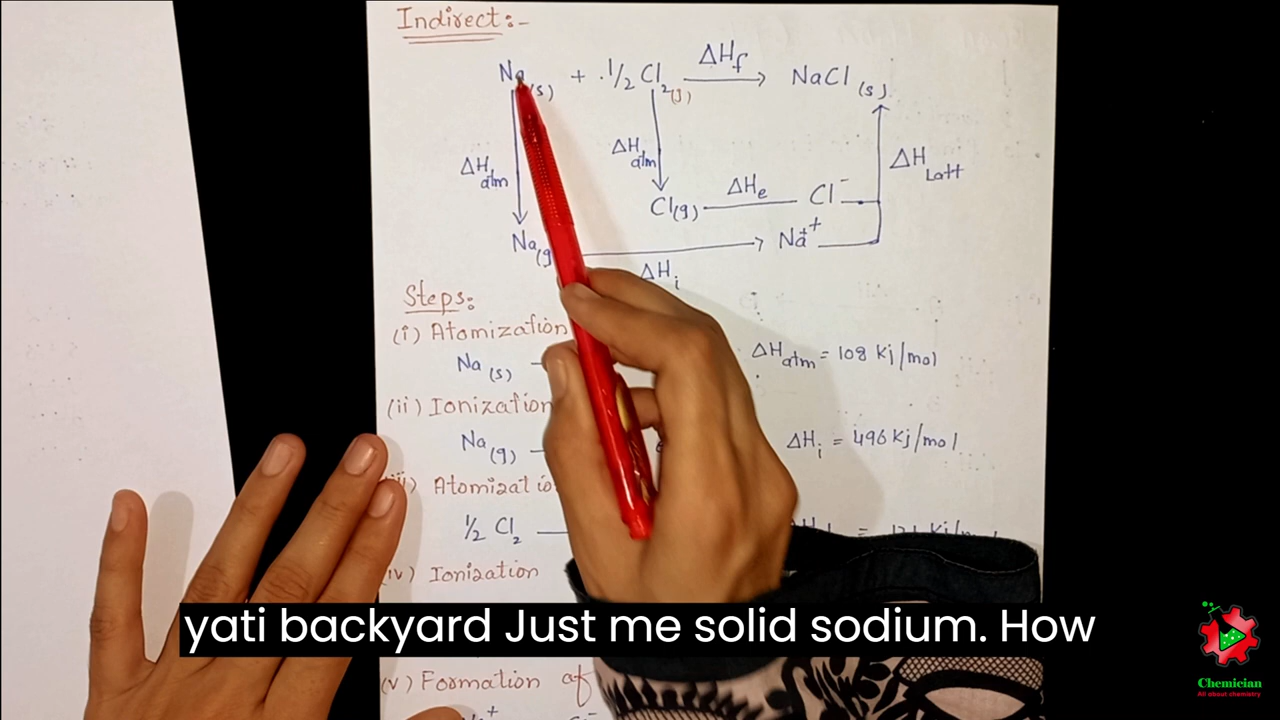 Indirect:-
Na(s) + 1/2 Cl2(g) ΔHf NaCl(s)
ΔHatm ΔHatm ΔHLatt
Cl(g) ΔHe Cl-
Na(g Na+
ΔHi
Steps:
(i) Atomization
Na(s) ΔHatm = 108 kj/mol
(ii) Ionization
Na(g) ΔHi = 496 kj/mol
Atomizatio
1/2 Cl2
(iv) Ionization
yati backyard Just me solid sodium. How
(v) Formation of
Chemician
All about chemistry